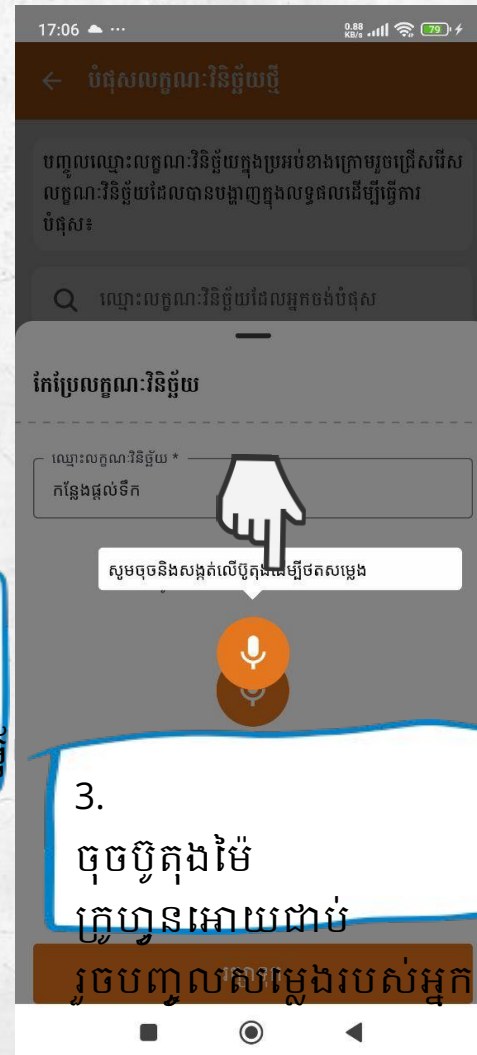 17:06
0.88
KB/s
79
បំផុសលក្ខណៈវិនិច្ឆ័យថ្មី
បញ្ចូលឈ្មោះលក្ខណៈវិនិច្ឆ័យក្នុងប្រអប់ខាងក្រោមរួចជ្រើសរើស
លក្ខណៈវិនិច្ឆ័យដែលបានបង្ហាញក្នុងលទ្ធផលដើម្បីធ្វើការ
បំផុស៖
ឈ្មោះលក្ខណៈវិនិច្ឆ័យដែលអ្នកចង់បំផុស
កែប្រែលក្ខណៈវិនិច្ឆ័យ
ឈ្មោះលក្ខណៈវិនិច្ឆ័យ *
កន្លែងផ្តល់ទឹក
សូមចុចនិងសង្កត់លើប៊ូតុងដើម្បីថតសម្លេង
3.
ចុចប៊ូតុងម៉ៃ
ក្រូហ្វូនអោយជាប់
រួចបញ្ចូលសម្លេងរបស់អ្នក